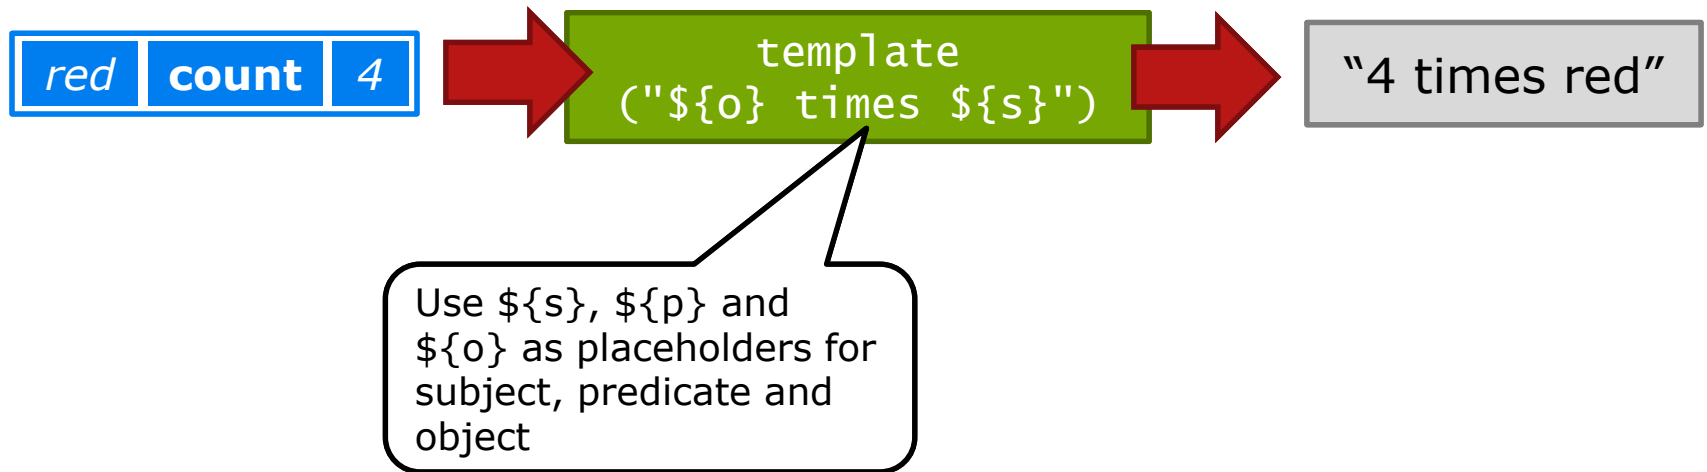 red count 4
template
("${o} times ${s}")
“4 times red”
Use ${s}, ${p} and
${o} as placeholders for
subject, predicate and
object